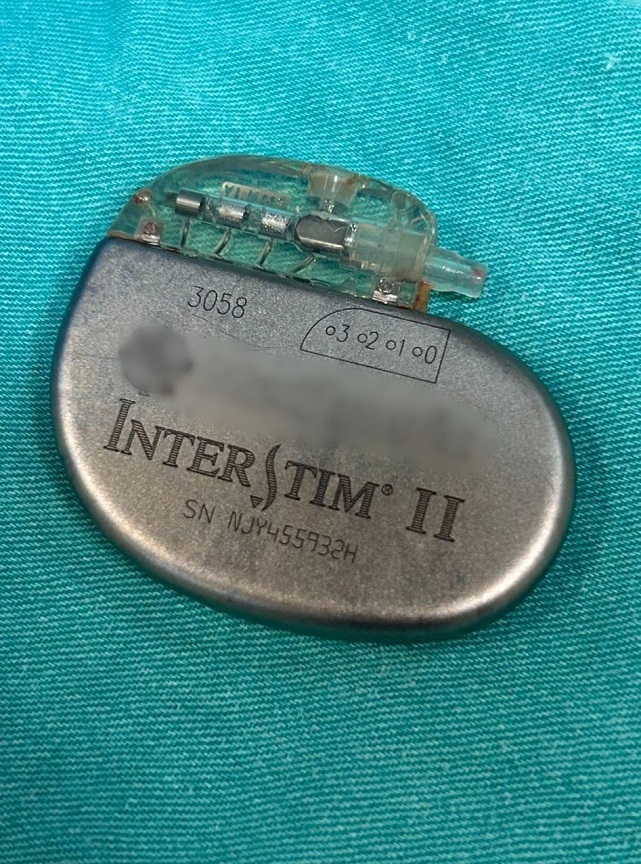 3058
3 2 1 0
INTERSTIM® II
SN NJY455932H